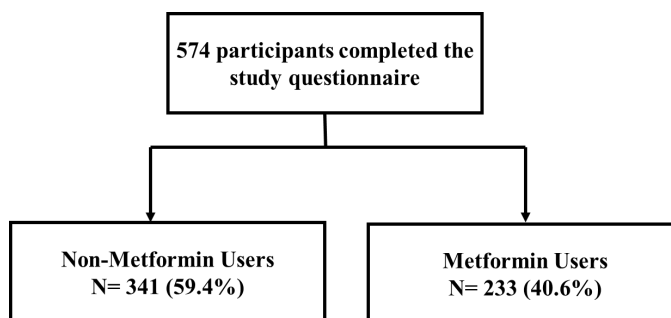 574 participants completed the
study questionnaire
Non-Metformin Users
N= 341 (59.4%)
Metformin Users
N= 233 (40.6%)